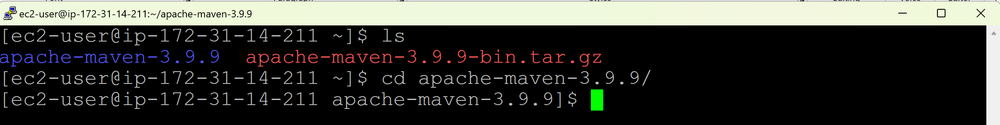 ec2-user@ip-172-31-14-211:~/apache-maven-3.9.9
[ec2-user@ip-172-31-14-211 ~]$ ls
apache-maven-3.9.9  apache-maven-3.9.9-bin.tar.gz
[ec2-user@ip-172-31-14-211 ~]$ cd apache-maven-3.9.9/
[ec2-user@ip-172-31-14-211 apache-maven-3.9.9]$